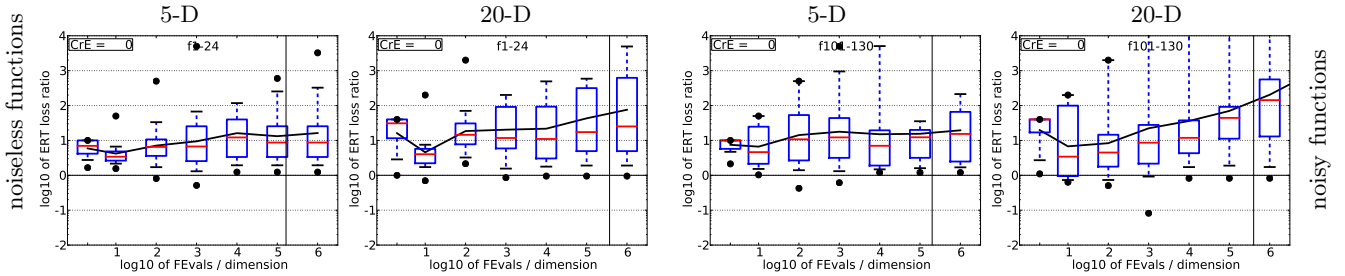 5-D
20-D
5-D
20-D
noiseless functions
CrE = 0
f1-24
log10 of ERT loss ratio
4
3
2
1
0
-1
-2
1 2 3 4 5 6
log10 of FEvals / dimension
CrE = 0
f1-24
log10 of ERT loss ratio
4
3
2
1
0
-1
-2
1 2 3 4 5 6
log10 of FEvals / dimension
CrE = 0
f101-130
log10 of ERT loss ratio
4
3
2
1
0
-1
-2
1 2 3 4 5 6
log10 of FEvals / dimension
CrE = 0
f101-130
log10 of ERT loss ratio
4
3
2
1
0
-1
-2
1 2 3 4 5 6
log10 of FEvals / dimension
noisy functions